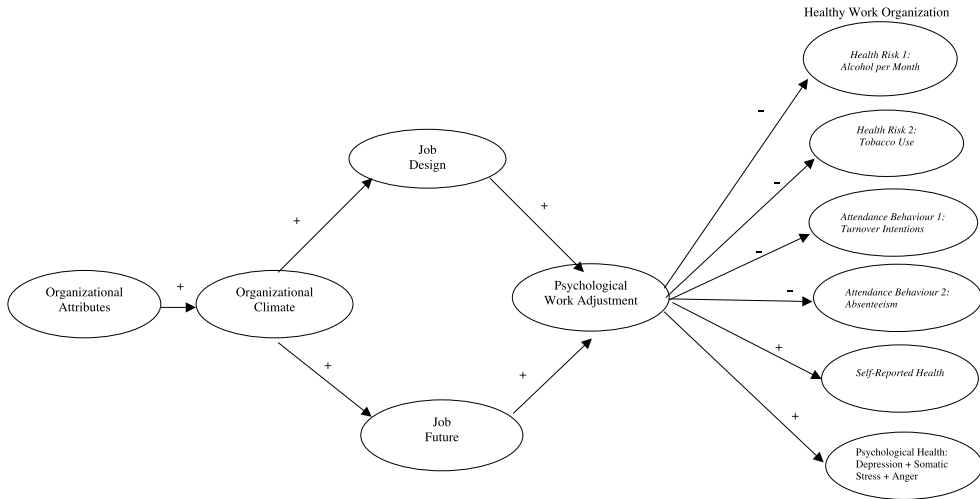 Healthy Work Organization
Health Risk 1:
Alcohol per Month
-
Health Risk 2:
Tobacco Use
-
Job
Design
+
+
Attendance Behaviour 1:
Turnover Intentions
-
Organizational
Attributes
+
Organizational
Climate
Psychological
Work Adjustment
Attendance Behaviour 2:
Absenteeism
-
+
+
+
Self-Reported Health
Job
Future
+
Psychological Health:
Depression + Somatic
Stress + Anger